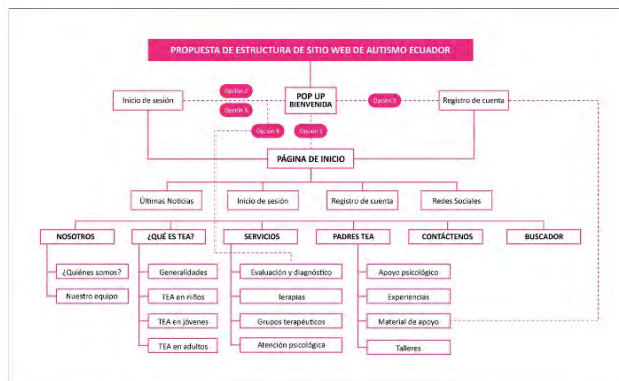 PROPUESTA DE ESTRUCTURA DE SITIO WEB DE AUTISMO ECUADOR
Inicio de sesión
Opción 2
Opción 5
Opción 4
POP UP
BIENVENIDA
Opción 1
Opción 3
Registro de cuenta
PÁGINA DE INICIO
Últimas Noticias
Inicio de sesión
Registro de cuenta
Redes Sociales
NOSOTROS
¿QUÉ ES TEA?
SERVICIOS
PADRES TEA
CONTÁCTENOS
BUSCADOR
¿Quiénes somos?
Generalidades
Evaluación y diagnóstico
Apoyo psicológico
Nuestro equipo
TEA en niños
Terapias
Experiencias
TEA en jóvenes
Grupos terapéuticos
Material de apoyo
TEA en adultos
Atención psicológica
Talleres